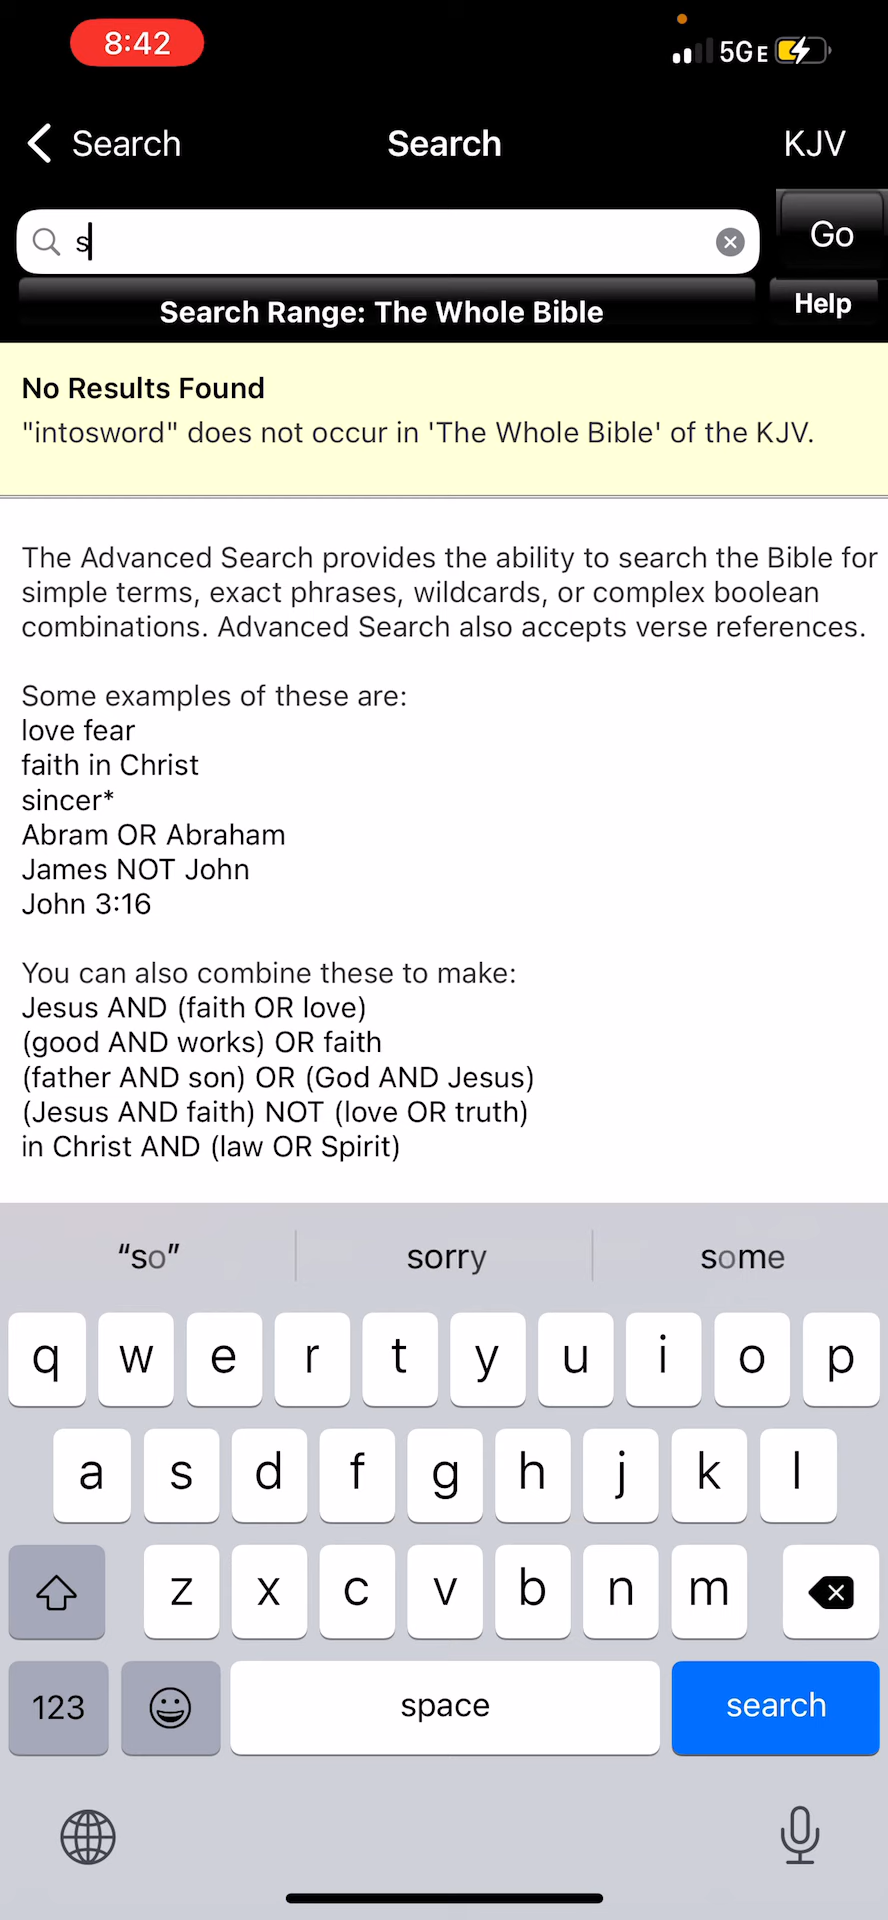 8:42
5GE
Search
Search
KJV
s
Go
Search Range: The Whole Bible
Help
No Results Found
"intosword" does not occur in 'The Whole Bible' of the KJV.
The Advanced Search provides the ability to search the Bible for
simple terms, exact phrases, wildcards, or complex boolean
combinations. Advanced Search also accepts verse references.
Some examples of these are:
love fear
faith in Christ
sincer*
Abram OR Abraham
James NOT John
John 3:16
You can also combine these to make:
Jesus AND (faith OR love)
(good AND works) OR faith
(father AND son) OR (God AND Jesus)
(Jesus AND faith) NOT (love OR truth)
in Christ AND (law OR Spirit)
“so” sorry some
q w e r t y u i o p
a s d f g h j k l
z x c v b n m
123 space search